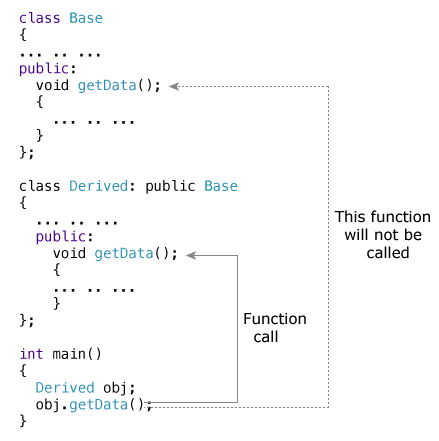 class Base
{
... .. ...
public:
void getData();
{
... .. ...
}
};
class Derived: public Base
{
... .. ...
public:
void getData();
{
... .. ...
}
};
int main()
{
Derived obj;
obj.getData();
}
This function
will not be
called
Function
call